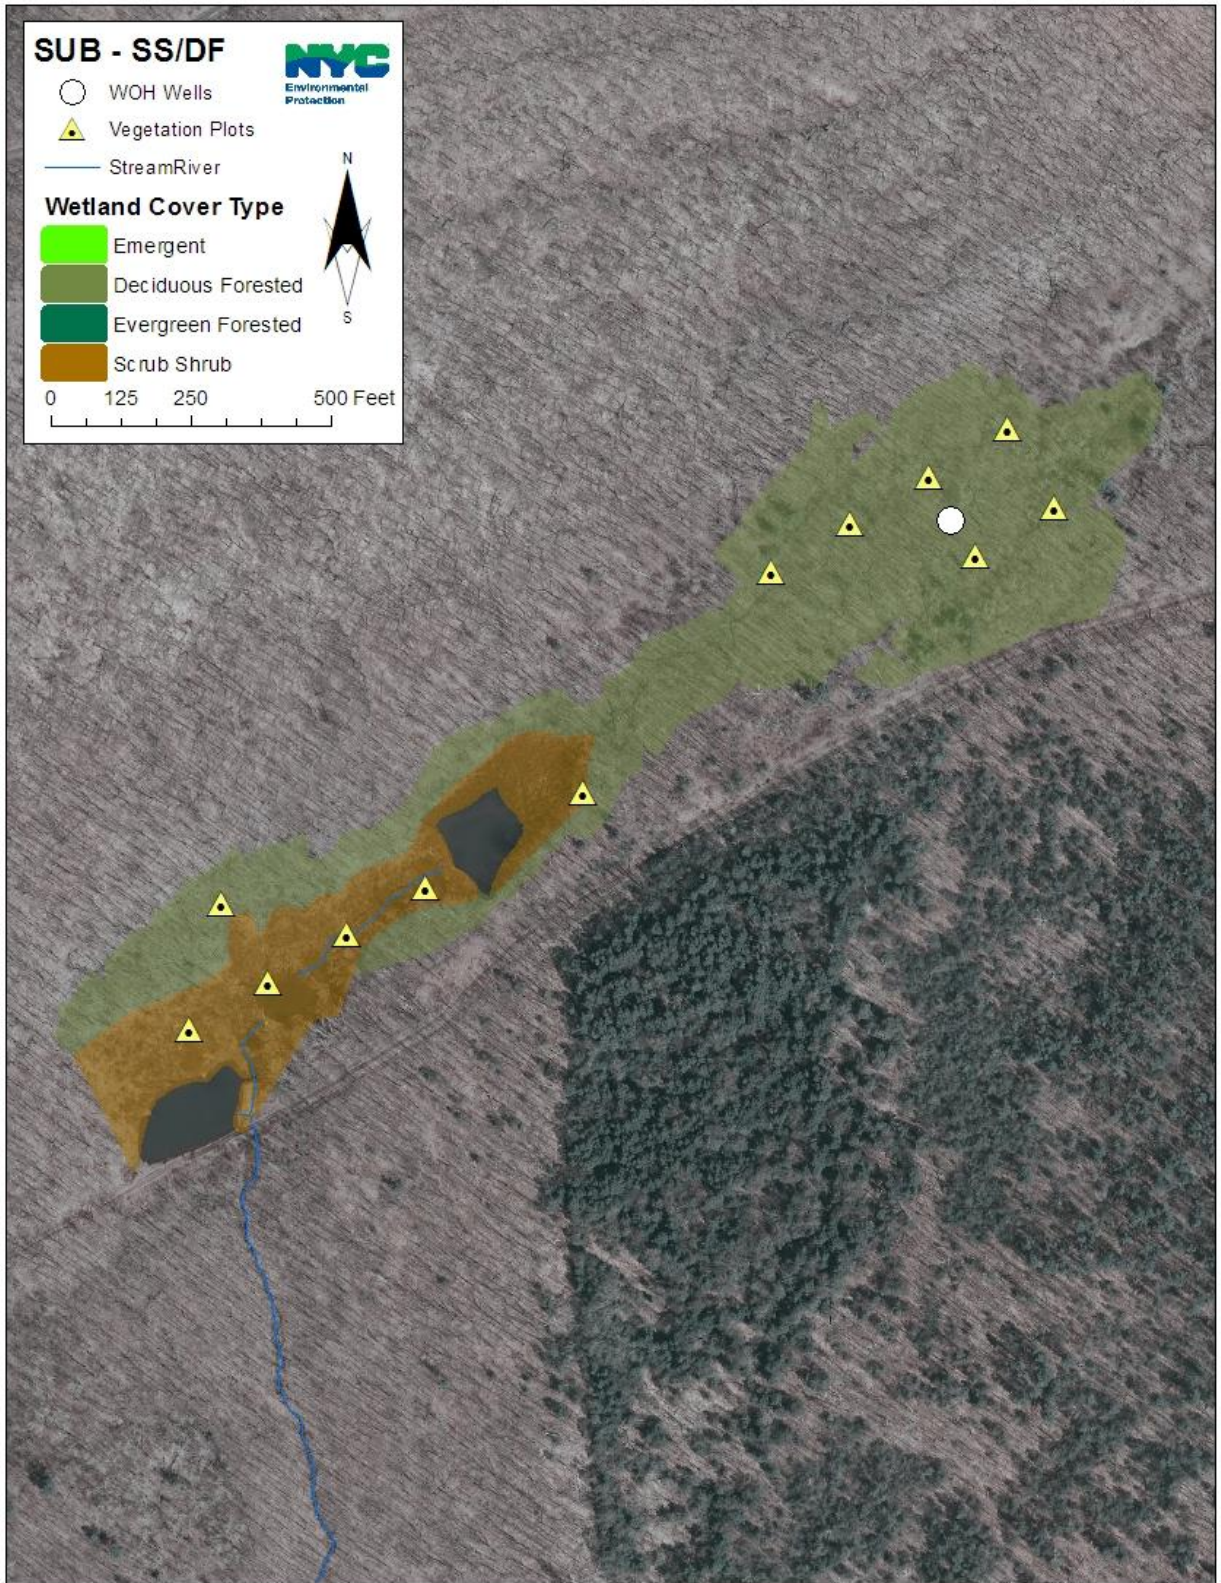 SUB - SS/DF
NYC
Environmental
Protection
WOH Wells
Vegetation Plots
StreamRiver
N
S
Wetland Cover Type
Emergent
Deciduous Forested
Evergreen Forested
Scrub Shrub
0 125 250 500 Feet